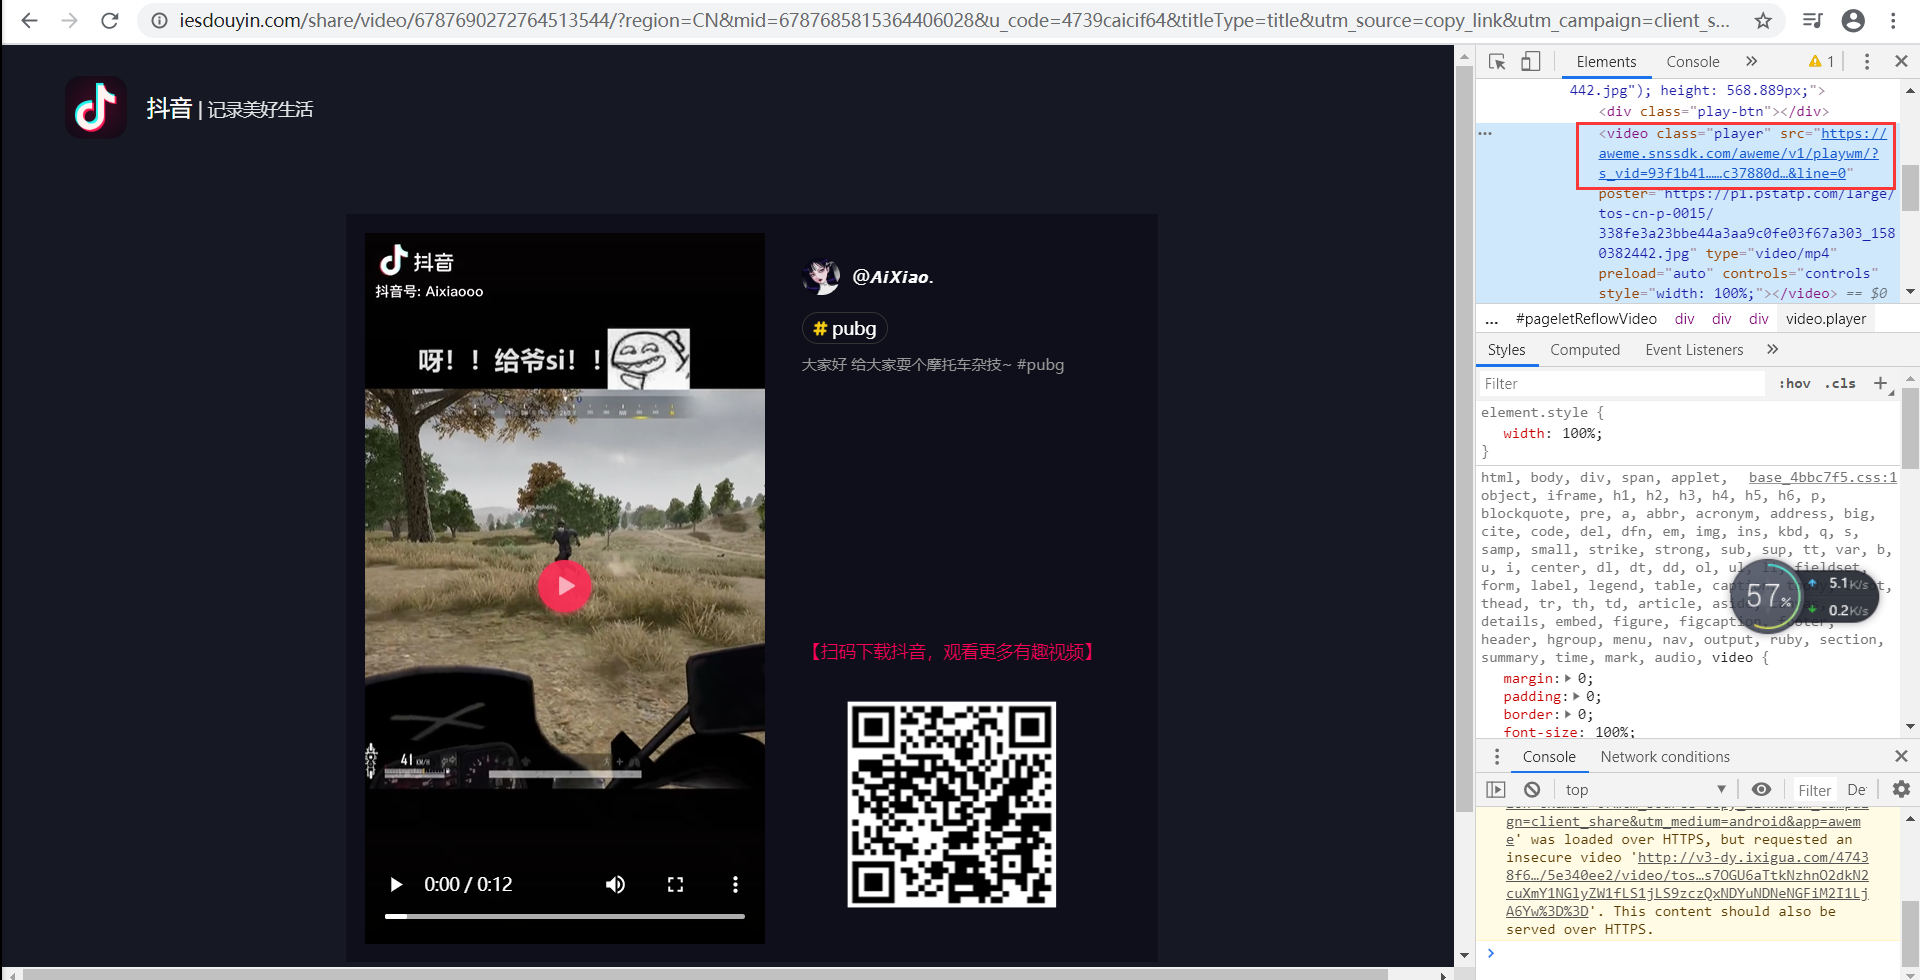 iesdouyin.com/share/video/6787690272764513544/?region=CN&mid=6787685815364406028&u_code=4739caicif64&titleType=title&utm_source=copy_link&utm_campaign=client_s...
抖音 | 记录美好生活
抖音
抖音号: Aixiaooo
呀！！给爷si！！
41 KM/H
0:00 / 0:12
@AiXiao.
# pubg
大家好 给大家耍个摩托车杂技~ #pubg
【扫码下载抖音，观看更多有趣视频】
Elements
Console
1
442.jpg"); height: 568.889px;">
<div class="play-btn"></div>
<video class="player" src="https://
aweme.snssdk.com/aweme/v1/playwm/?
s_vid=93f1b41……c37880d…&line=0"
poster="https://p1.pstatp.com/large/
tos-cn-p-0015/
338fe3a23bbe44a3aa9c0fe03f67a303_158
0382442.jpg" type="video/mp4"
preload="auto" controls="controls"
style="width: 100%;"></video> == $0
... #pageletReflowVideo div div div video.player
Styles Computed Event Listeners
Filter :hov .cls
element.style {
width: 100%;
}
html, body, div, span, applet, base_4bbc7f5.css:1
object, iframe, h1, h2, h3, h4, h5, h6, p,
blockquote, pre, a, abbr, acronym, address, big,
cite, code, del, dfn, em, img, ins, kbd, q, s,
samp, small, strike, strong, sub, sup, tt, var, b,
u, i, center, dl, dt, dd, ol, ul, li, fieldset,
form, label, legend, table,
thead, tr, th, td, article,
details, embed, figure, figcaption, footer,
header, hgroup, menu, nav, output, ruby, section,
summary, time, mark, audio, video {
57%
5.1K/s
0.2K/s
margin: 0;
padding: 0;
border: 0;
font-size: 100%;
Console Network conditions
top Filter De
gn=client_share&utm_medium=android&app=awem
e' was loaded over HTTPS, but requested an
insecure video 'http://v3-dy.ixigua.com/4743
8f6…/5e340ee2/video/tos…s7OGU6aTtkNzhnO2dkN2
cuXmY1NGlyZW1fLS1jLS9zczQxNDYuNDNeNGFiM2I1Lj
A6Yw%3D%3D'. This content should also be
served over HTTPS.